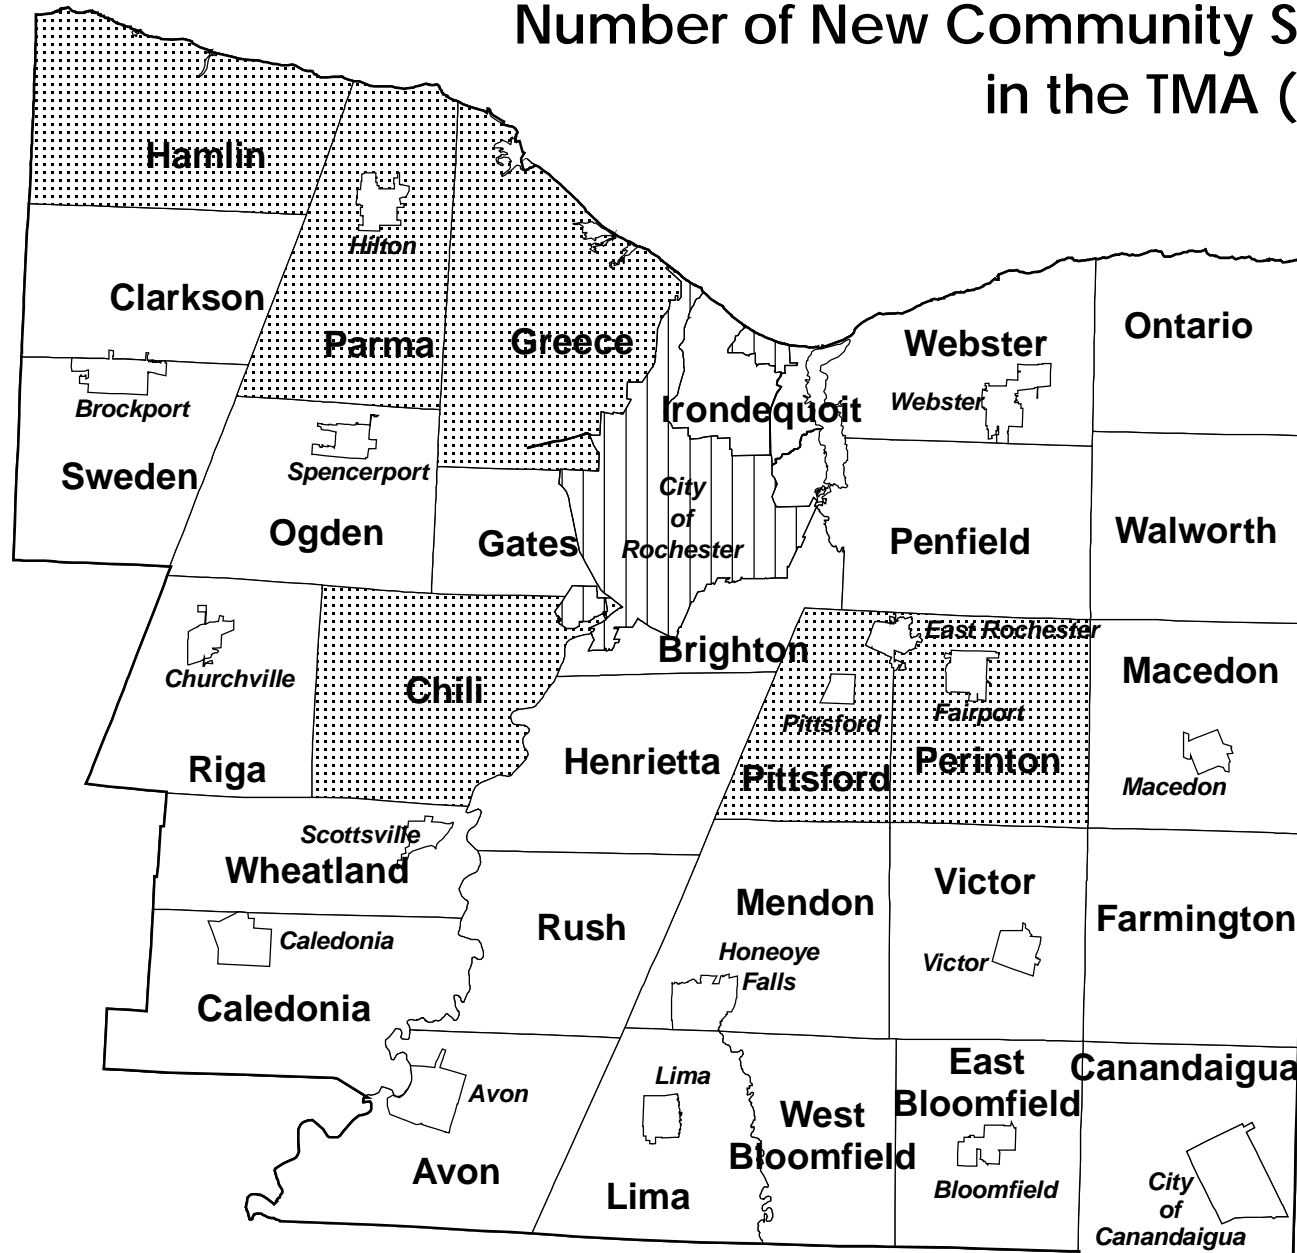 Number of New Community S
in the TMA (
Hamlin
Hilton
Clarkson
Parma
Greece
Webster
Ontario
Brockport
Irondequoit
Webster
Sweden
Spencerport
City
of
Rochester
Ogden
Gates
Penfield
Walworth
East Rochester
Brighton
Churchville
Chili
Macedon
Pittsford
Fairport
Riga
Henrietta
Pittsford
Perinton
Macedon
Scottsville
Wheatland
Victor
Mendon
Farmington
Rush
Caledonia
Honeoye
Falls
Victor
Caledonia
East
Bloomfield
Canandaigua
Lima
Avon
West
Bloomfield
Avon
Lima
Bloomfield
City
of
Canandaigua